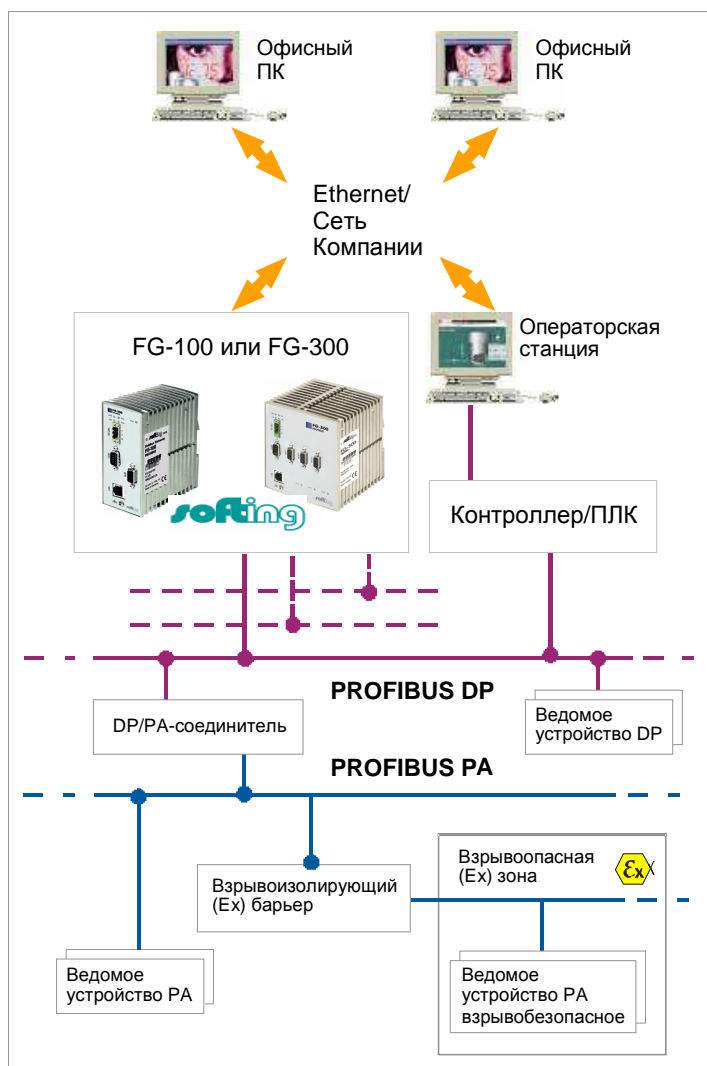 Офисный
ПК
Офисный
ПК
Ethernet/
Сеть
Компании
FG-100 или FG-300
Операторская
станция
softing
Контроллер/ПЛК
PROFIBUS DP
DP/PA-соединитель
Ведомое
устройство DP
PROFIBUS PA
Взрывоопасная
(Ex) зона
Ex
Взрывоизолирующий
(Ex) барьер
Ведомое
устройство PA
Ведомое
устройство PA
взрывобезопасное